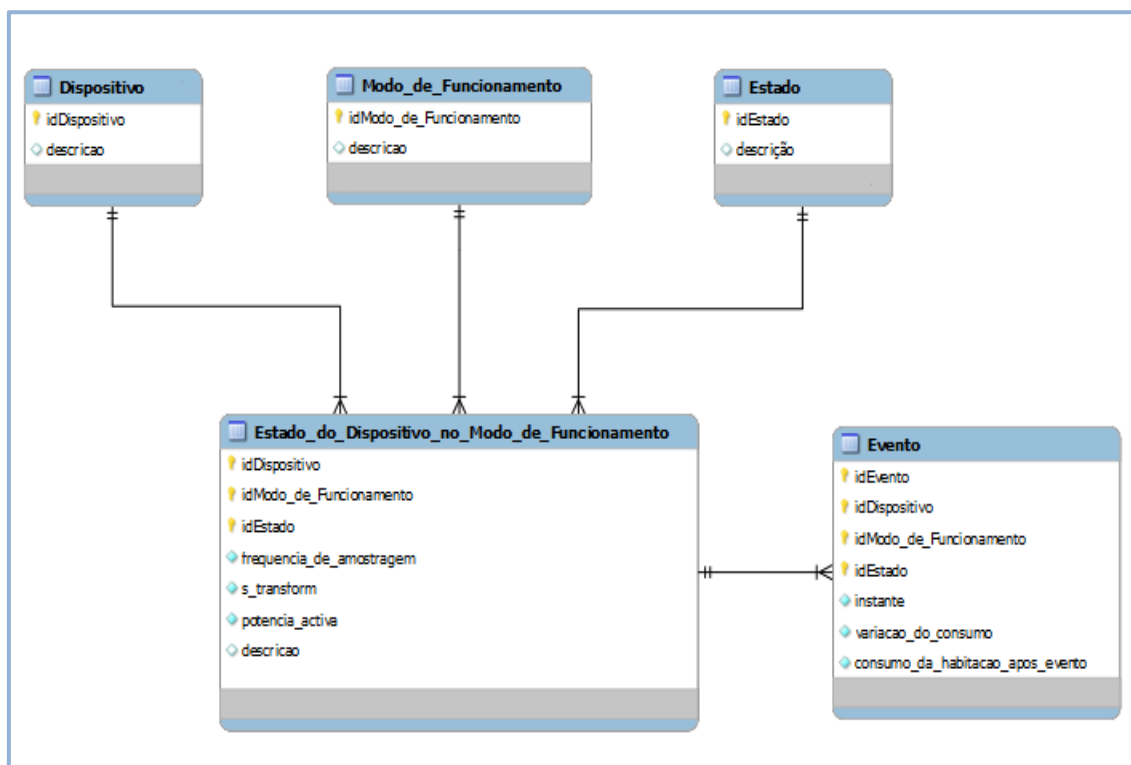 Dispositivo
idDispositivo
descricao
Modo_de_Funcionamento
idModo_de_Funcionamento
descricao
Estado
idEstado
descrição
Estado_do_Dispositivo_no_Modo_de_Funcionamento
idDispositivo
idModo_de_Funcionamento
idEstado
frequencia_de_amostragem
s_transform
potencia_activa
descricao
Evento
idEvento
idDispositivo
idModo_de_Funcionamento
idEstado
instante
variacao_do_consumo
consumo_da_habitacao_apos_evento